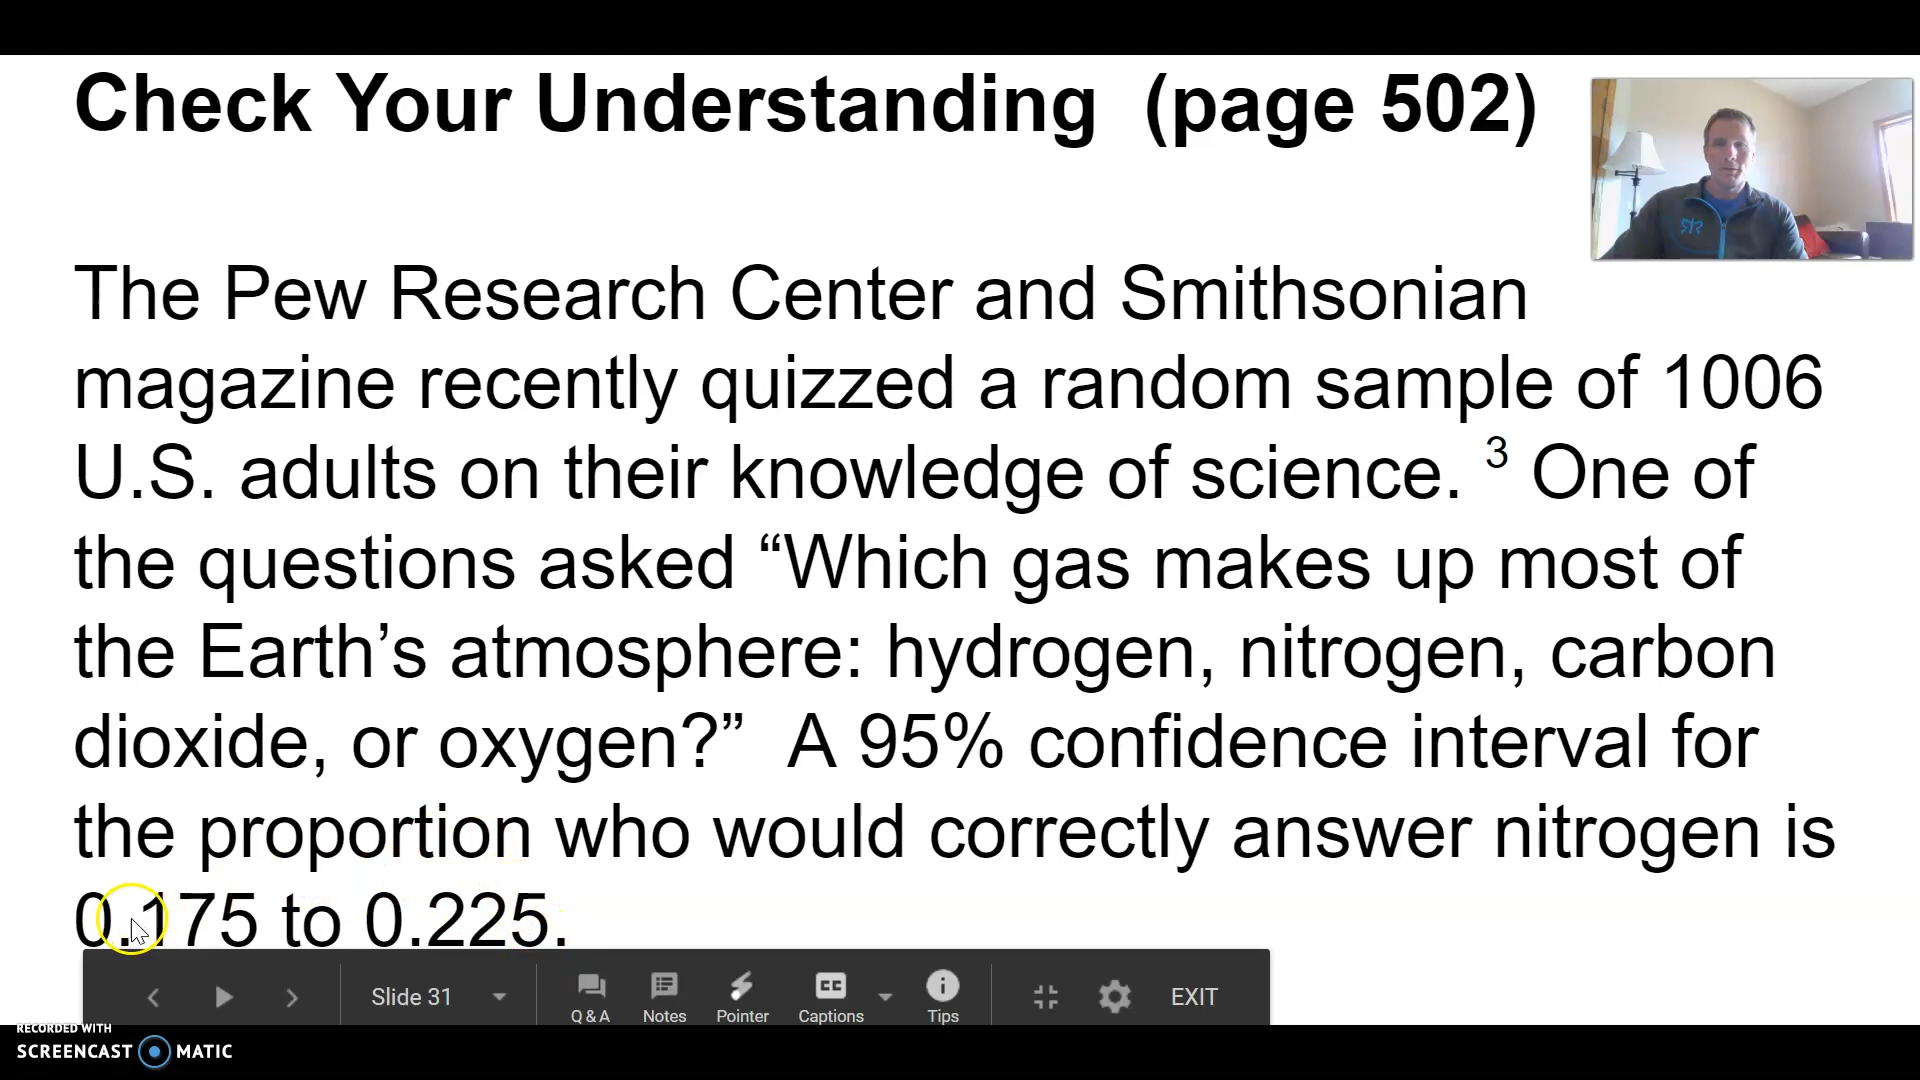 Check Your Understanding (page 502)
The Pew Research Center and Smithsonian
magazine recently quizzed a random sample of 1006
U.S. adults on their knowledge of science. ³ One of
the questions asked “Which gas makes up most of
the Earth’s atmosphere: hydrogen, nitrogen, carbon
dioxide, or oxygen?” A 95% confidence interval for
the proportion who would correctly answer nitrogen is
0.175 to 0.225.
Slide 31
Q & A
Notes
Pointer
CC
Captions
Tips
EXIT
RECORDED WITH
SCREENCAST MATIC